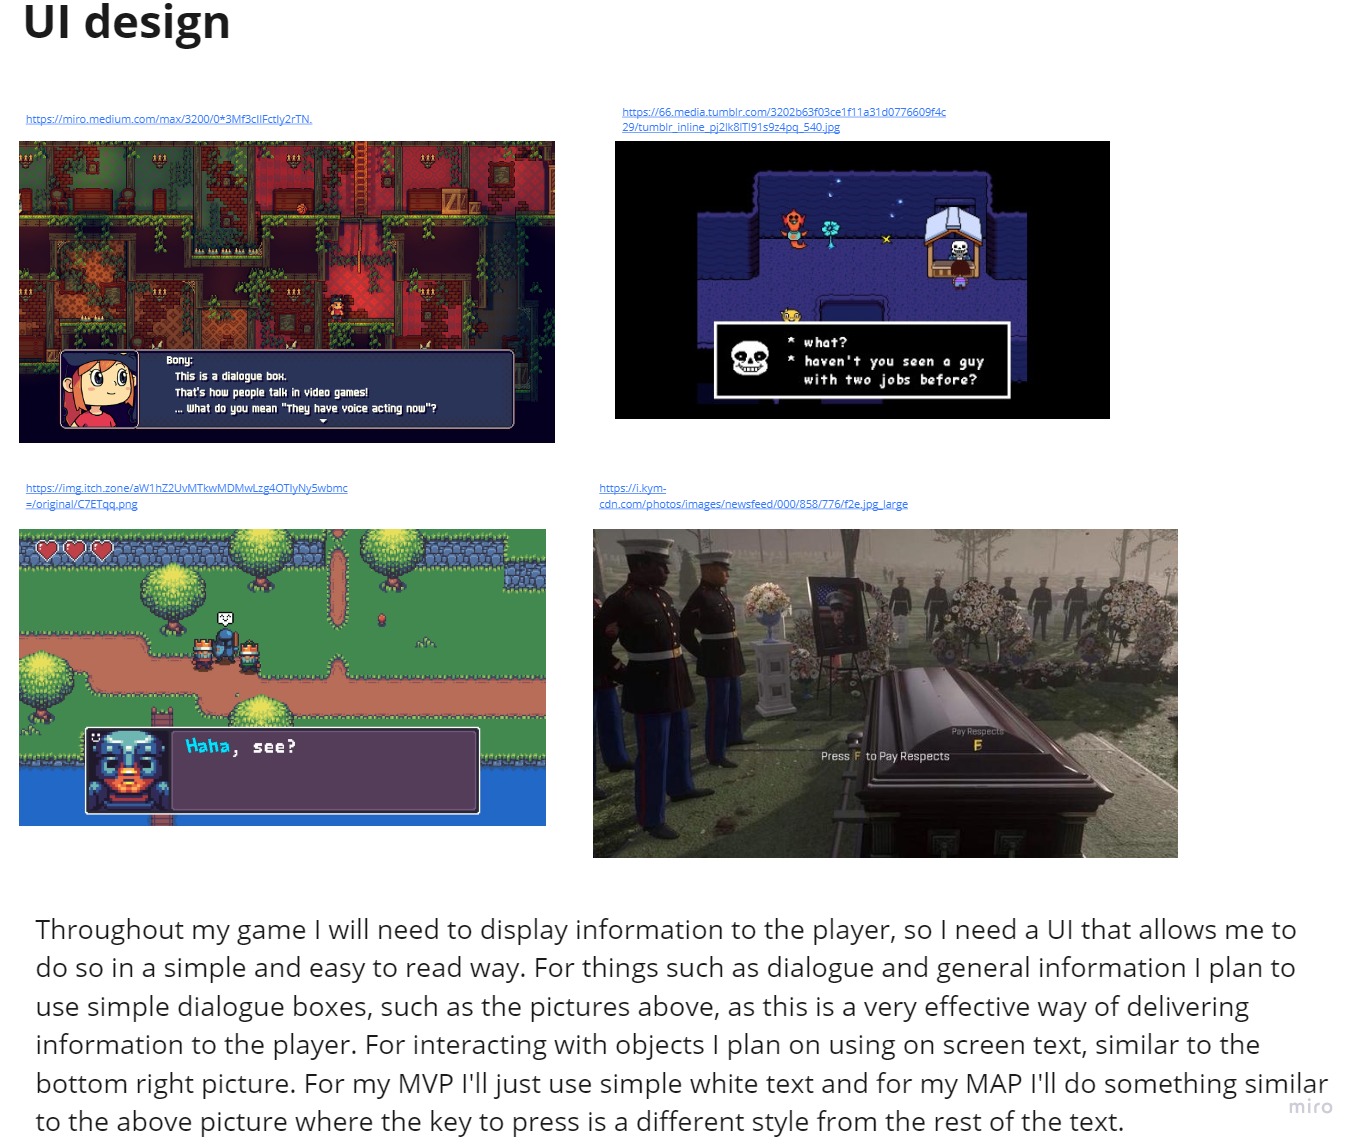 UI design
https://miro.medium.com/max/3200/0*3Mf3cIlFctIy2rTN.
https://66.media.tumblr.com/3202b63f03ce1f11a31d0776609f4c
29/tumblr_inline_pj2lk8lTI91s9z4pq_540.jpg
Bony:
This is a dialogue box.
That's how people talk in video games!
... What do you mean "They have voice acting now"?
* what?
* haven't you seen a guy
with two jobs before?
https://img.itch.zone/aW1hZ2UvMTkwMDMwLzg4OTIyNy5wbmc
=/original/C7ETqq.png
https://i.kym-
cdn.com/photos/images/newsfeed/000/858/776/f2e.jpg_large
Haha, see?
Pay Respects
F
Press F to Pay Respects
Throughout my game I will need to display information to the player, so I need a UI that allows me to
do so in a simple and easy to read way. For things such as dialogue and general information I plan to
use simple dialogue boxes, such as the pictures above, as this is a very effective way of delivering
information to the player. For interacting with objects I plan on using on screen text, similar to the
bottom right picture. For my MVP I'll just use simple white text and for my MAP I'll do something similar
to the above picture where the key to press is a different style from the rest of the text.
miro